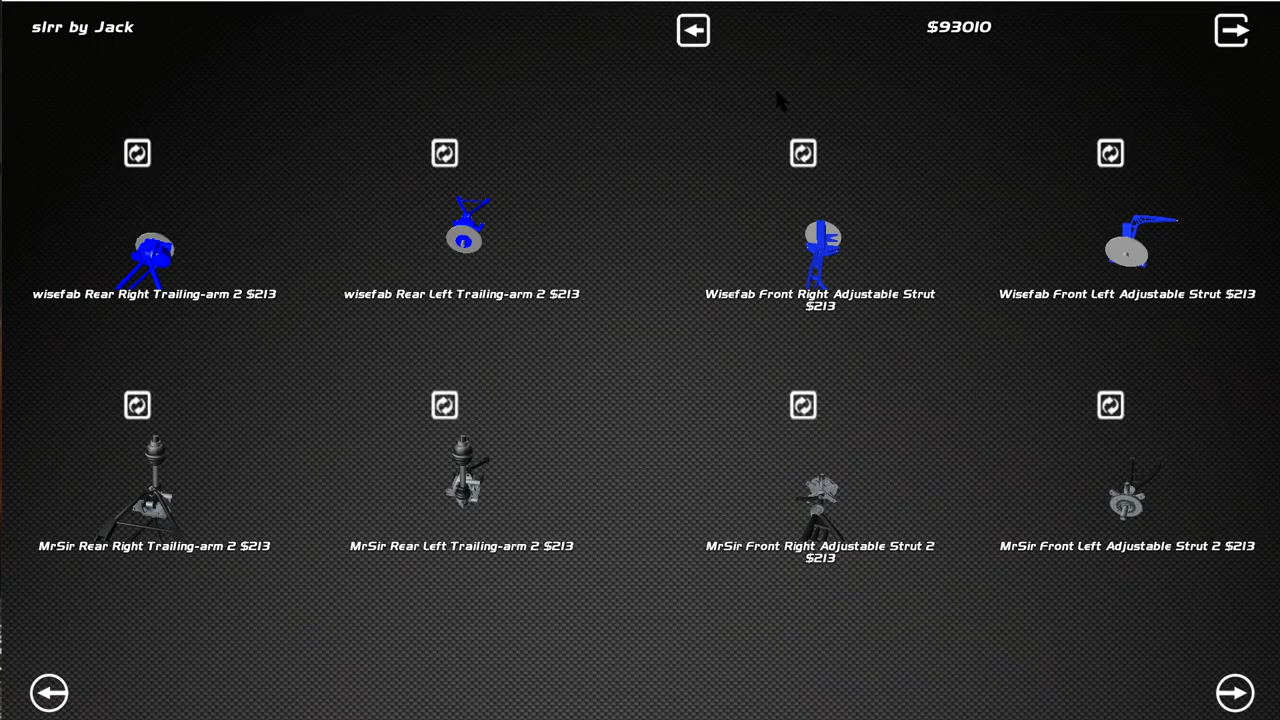 slrr by Jack
$93010
wisefab Rear Right Trailing-arm 2 $213
wisefab Rear Left Trailing-arm 2 $213
Wisefab Front Right Adjustable Strut
$213
Wisefab Front Left Adjustable Strut $213
MrSir Rear Right Trailing-arm 2 $213
MrSir Rear Left Trailing-arm 2 $213
MrSir Front Right Adjustable Strut 2
$213
MrSir Front Left Adjustable Strut 2 $213